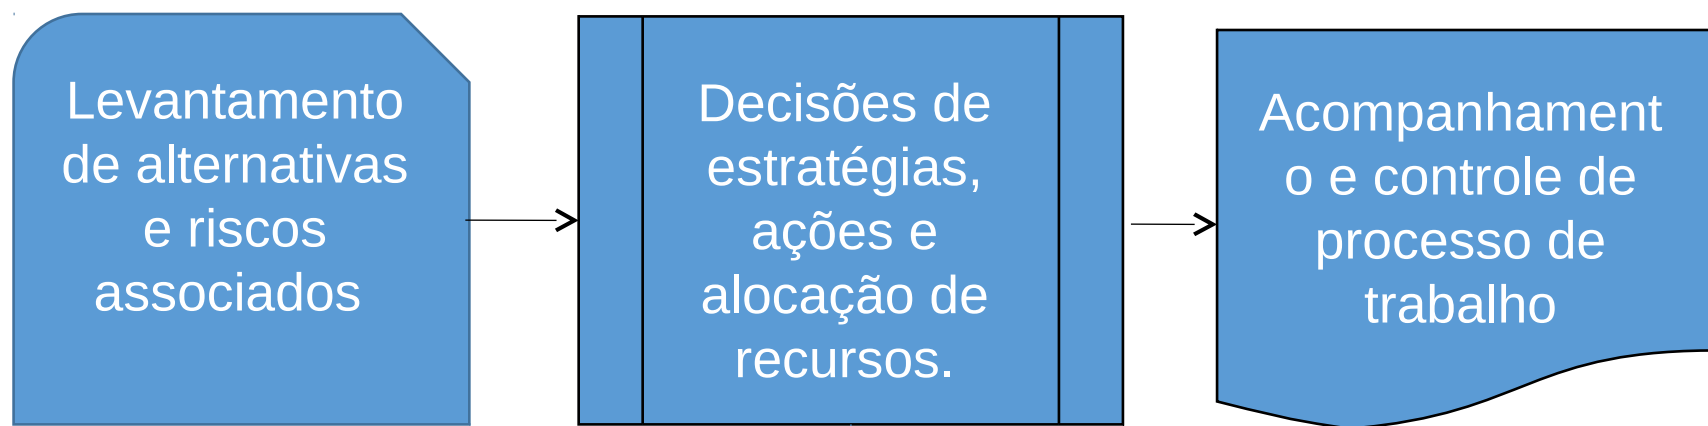 Levantamento
de alternativas
e riscos
associados
Decisões de
estratégias,
ações e
alocação de
recursos.
Acompanhament
o e controle de
processo de
trabalho